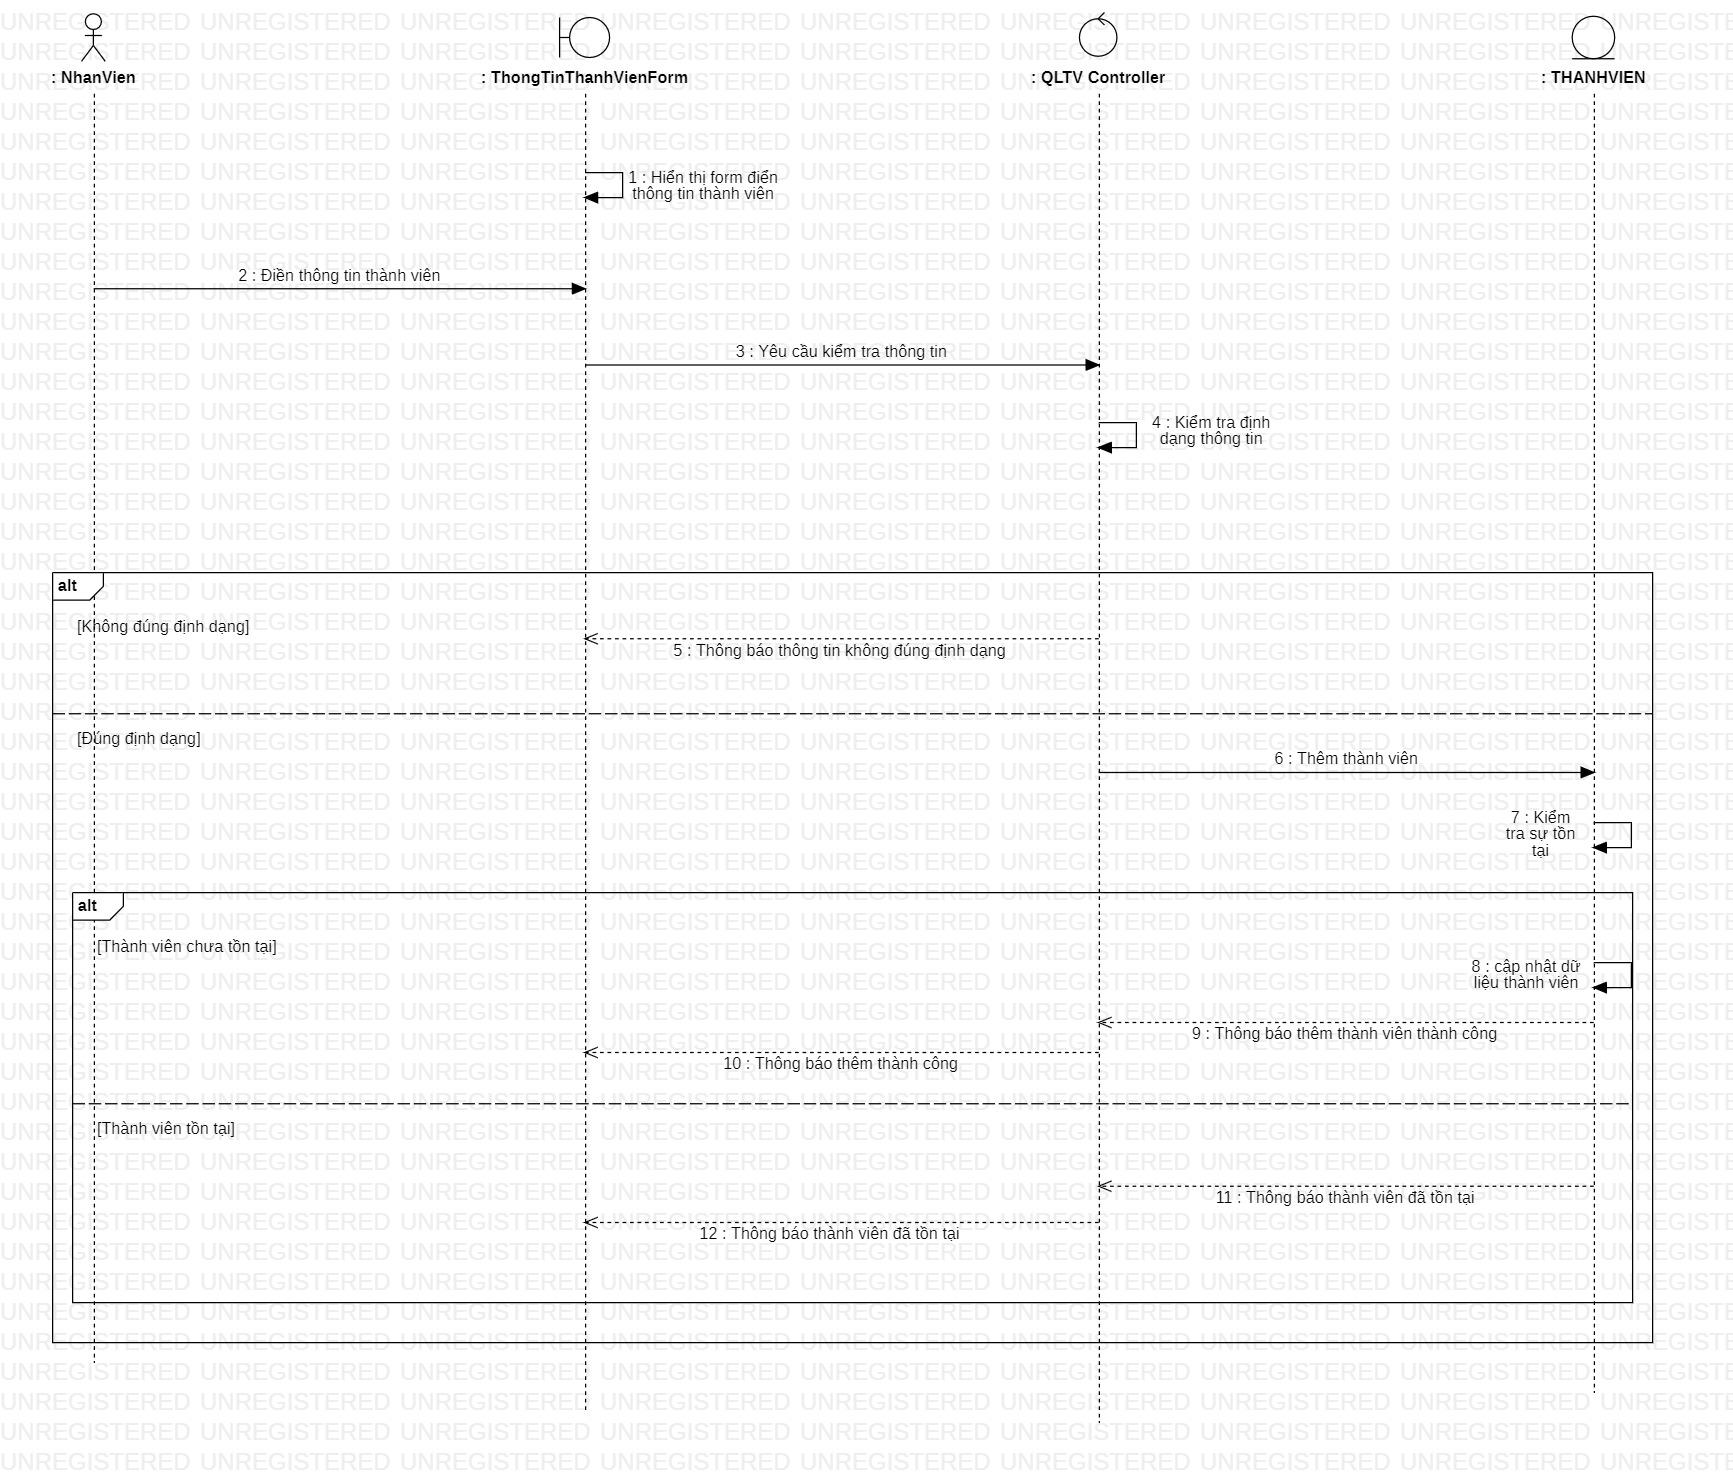 : NhanVien
: ThongTinThanhVienForm
: QLTV Controller
: THANHVIEN
1 : Hiển thị form điển
thông tin thành viên
2 : Điền thông tin thành viên
3 : Yêu cầu kiểm tra thông tin
4 : Kiểm tra định
dạng thông tin
alt
[Không đúng định dạng]
5 : Thông báo thông tin không đúng định dạng
[Đúng định dạng]
6 : Thêm thành viên
7 : Kiểm
tra sự tồn
tại
alt
[Thành viên chưa tồn tại]
8 : cập nhật dữ
liệu thành viên
9 : Thông báo thêm thành viên thành công
10 : Thông báo thêm thành công
[Thành viên tồn tại]
11 : Thông báo thành viên đã tồn tại
12 : Thông báo thành viên đã tồn tại
UNREGISTERED